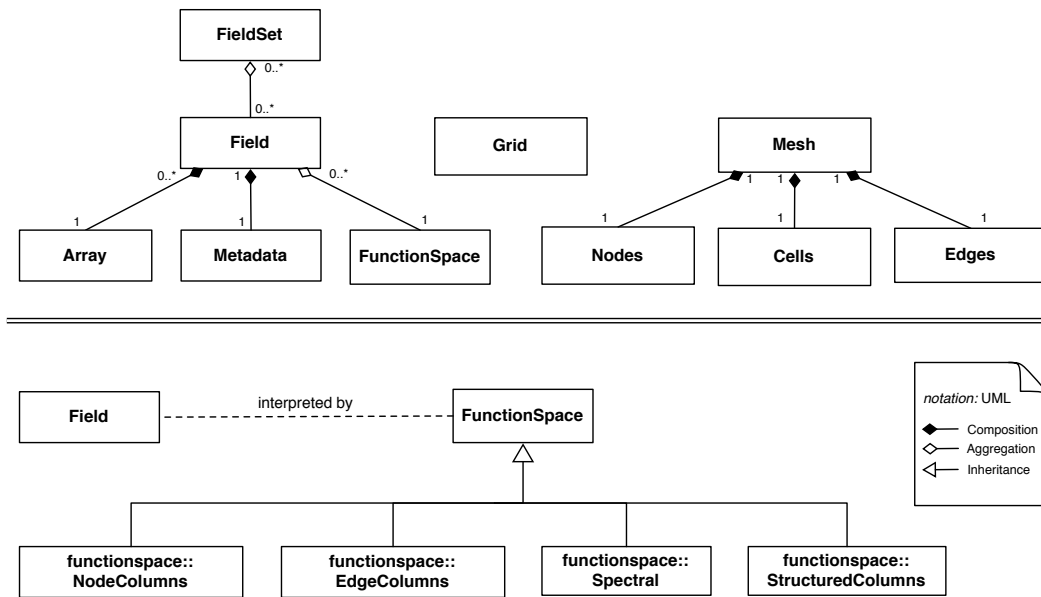 FieldSet
0..*
0..*
Field
Grid
Mesh
0..*
1
0..*
1
1
1
1
1
1
1
1
1
Array
Metadata
FunctionSpace
Nodes
Cells
Edges
Field
interpreted by
FunctionSpace
notation: UML
Composition
Aggregation
Inheritance
functionspace::
NodeColumns
functionspace::
EdgeColumns
functionspace::
Spectral
functionspace::
StructuredColumns